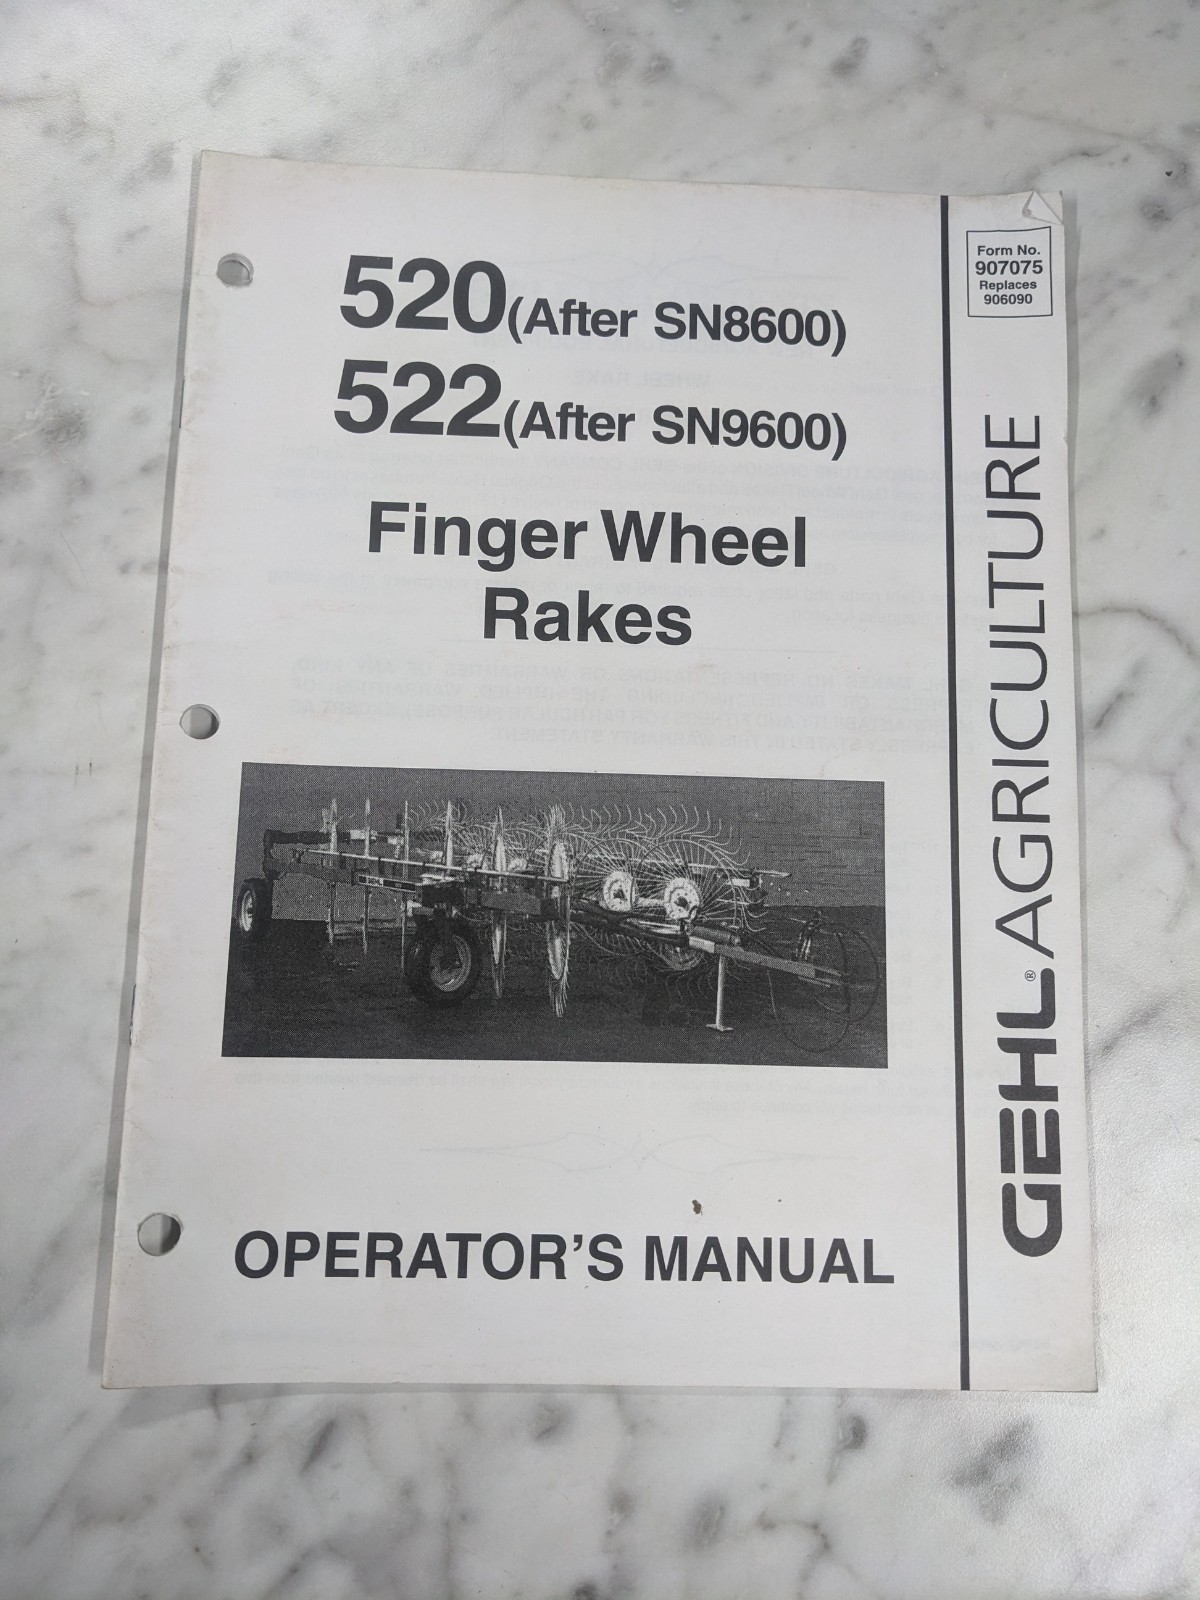 520 (After SN8600)
522 (After SN9600)
Finger Wheel
Rakes
OPERATOR'S MANUAL
Form No.
907075
Replaces
906090
GEHL® AGRICULTURE